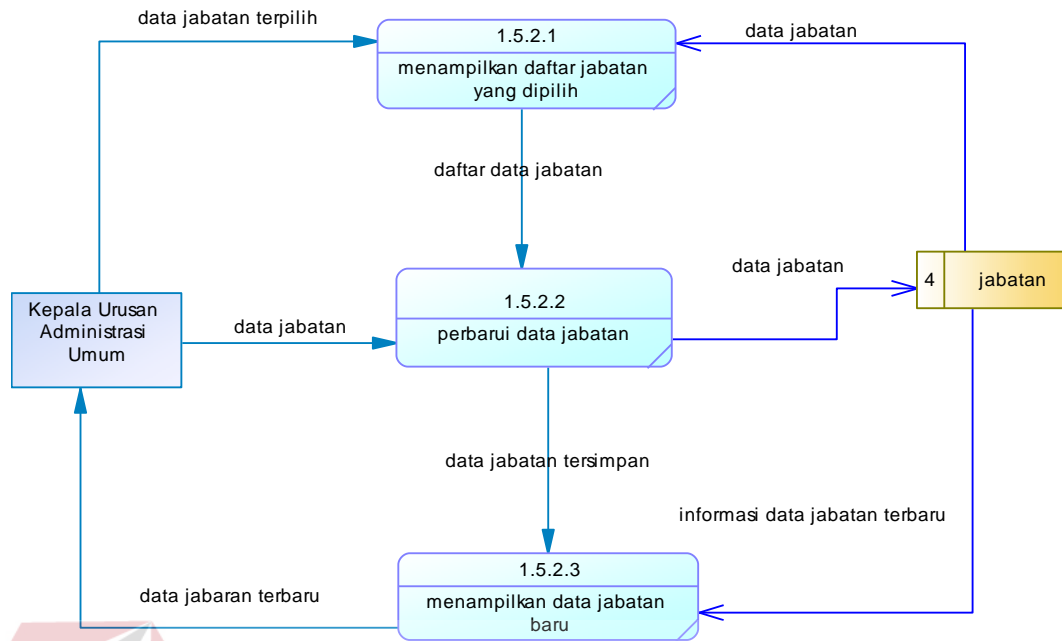 data jabatan terpilih
1.5.2.1
menampilkan daftar jabatan
yang dipilih
data jabatan
daftar data jabatan
Kepala Urusan
Administrasi
Umum
data jabatan
1.5.2.2
perbarui data jabatan
data jabatan
4
jabatan
data jabatan tersimpan
informasi data jabatan terbaru
data jabaran terbaru
1.5.2.3
menampilkan data jabatan
baru